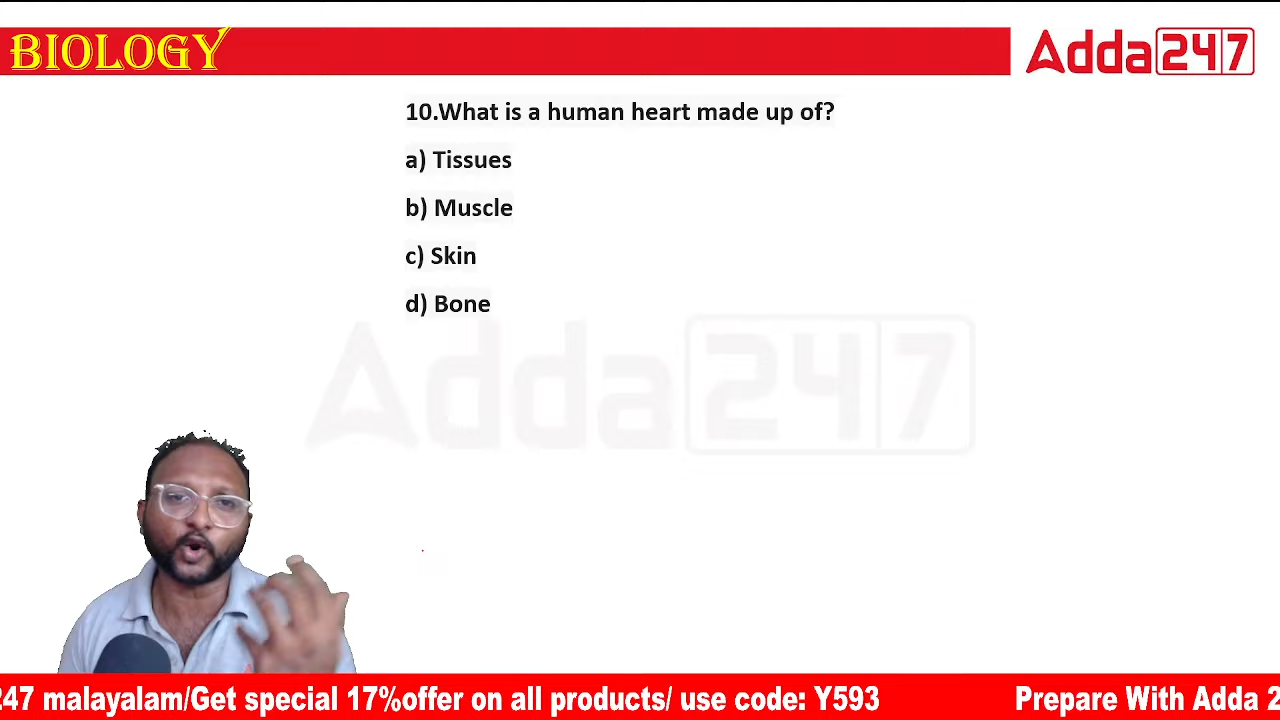 BIOLOGY
Adda247
10.What is a human heart made up of?
a) Tissues
b) Muscle
c) Skin
d) Bone
Adda247
247 malayalam/Get special 17%offer on all products/ use code: Y593
Prepare With Adda 2